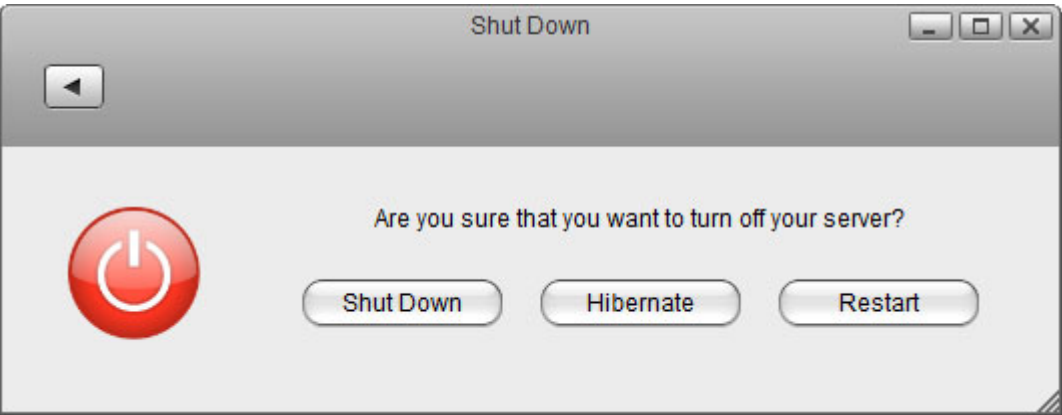 Shut Down
Are you sure that you want to turn off your server?
Shut Down
Hibernate
Restart